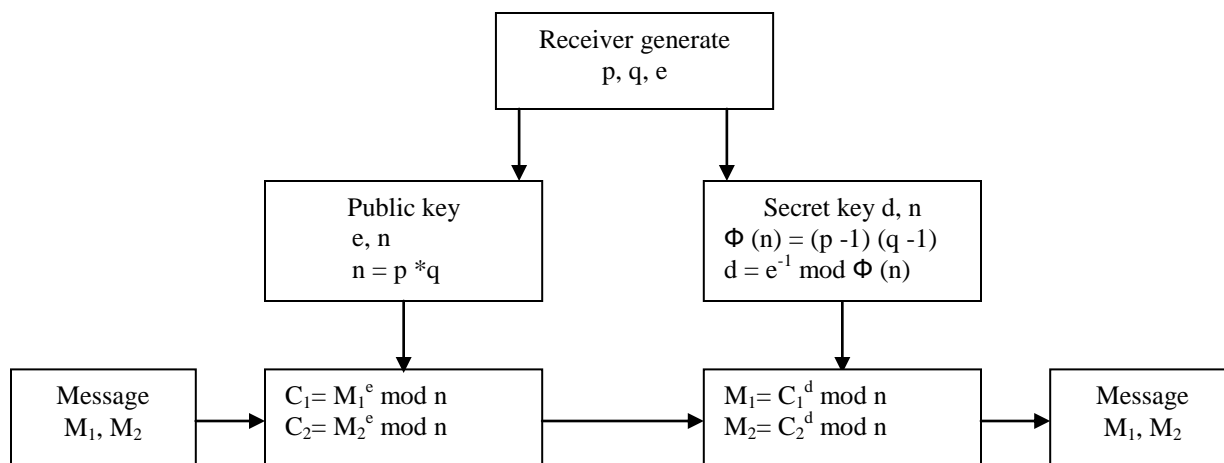 Receiver generate
p, q, e
Public key
e, n
n = p *q
Secret key d, n
Φ (n) = (p -1) (q -1)
d = e⁻¹ mod Φ (n)
Message
M₁, M₂
C₁= M₁ᵉ mod n
C₂= M₂ᵉ mod n
M₁= C₁ᵈ mod n
M₂= C₂ᵈ mod n
Message
M₁, M₂